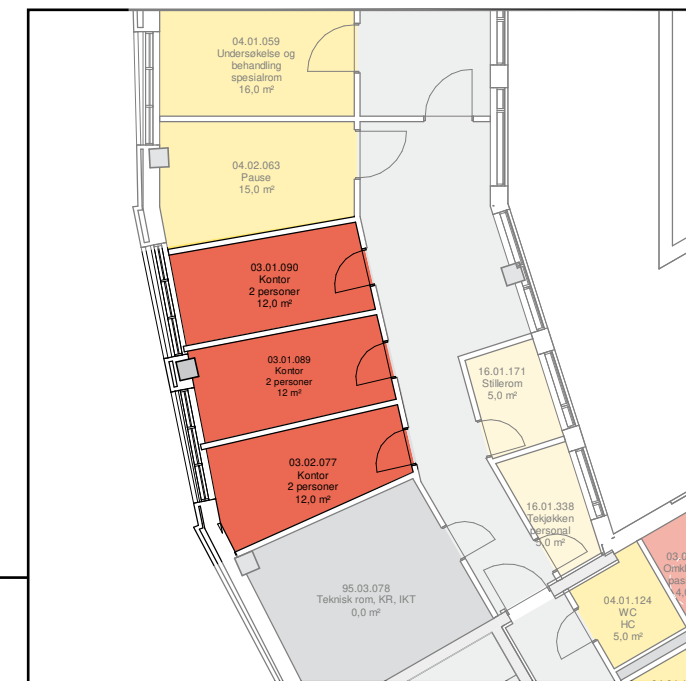 04.01.059
Undersøkelse og
behandling
spesialrom
16,0 m²
04.02.063
Pause
15,0 m²
03.01.090
Kontor
2 personer
12,0 m²
03.01.089
Kontor
2 personer
12 m²
16.01.171
Stillerom
5,0 m²
03.02.077
Kontor
2 personer
12,0 m²
16.01.338
Tekjøkken
personal
5,0 m²
95.03.078
Teknisk rom, KR, IKT
0,0 m²
04.01.124
WC
HC
5,0 m²